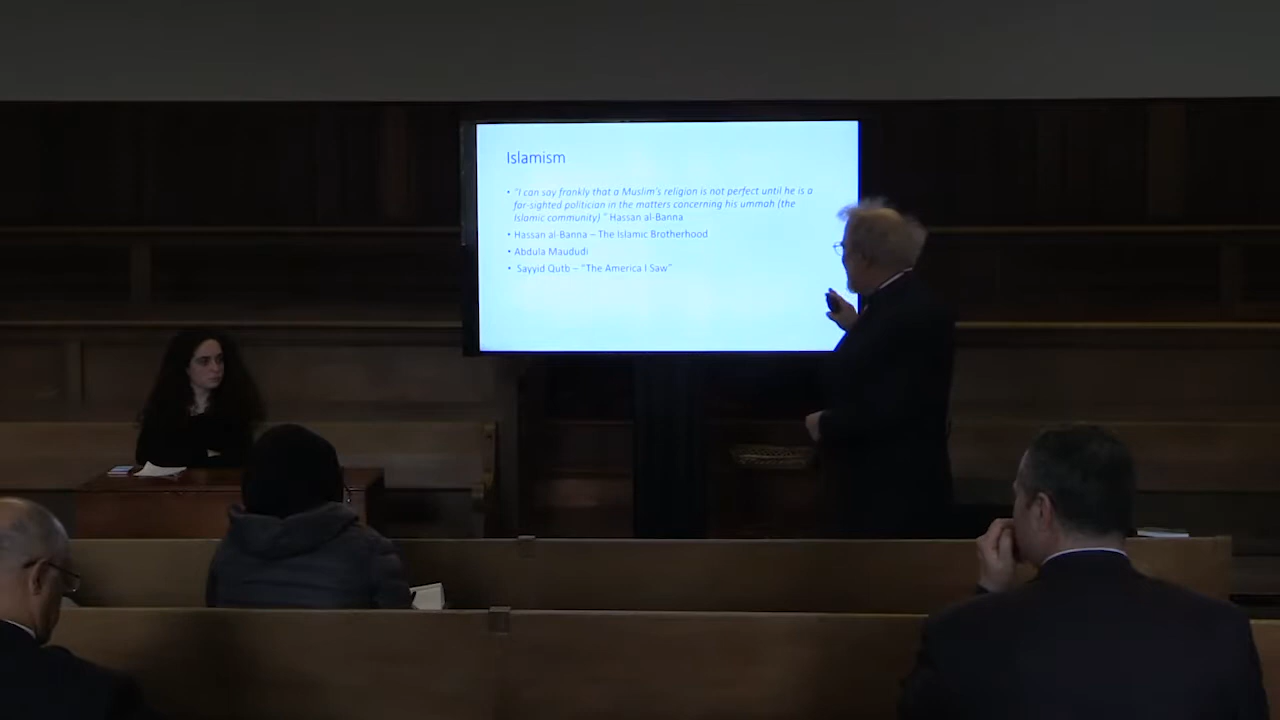 Islamism
• "I can say frankly that a Muslim's religion is not perfect until he is a
far-sighted politician in the matters concerning his ummah (the
Islamic community) " Hassan al-Banna
• Hassan al-Banna – The Islamic Brotherhood
• Abdula Maududi
• Sayyid Qutb – "The America I Saw"